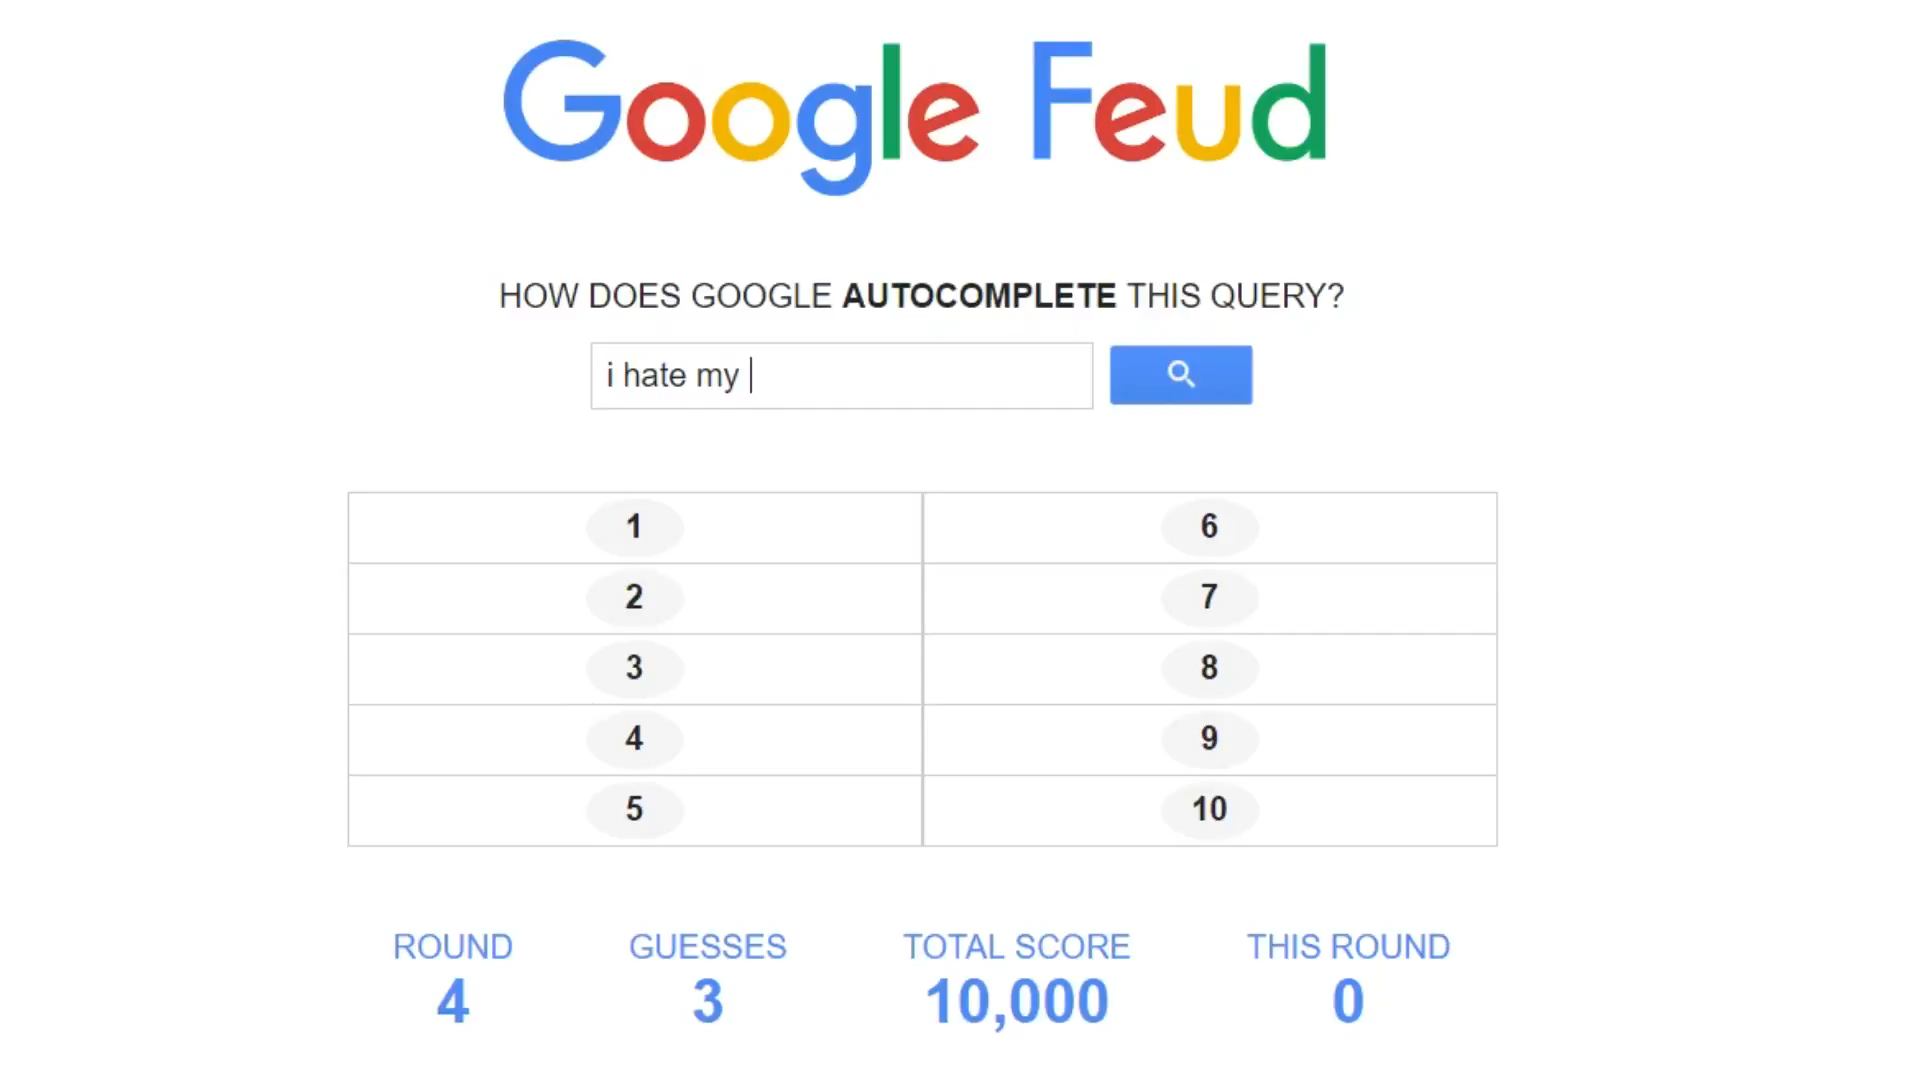 Google Feud
HOW DOES GOOGLE AUTOCOMPLETE THIS QUERY?
i hate my
1
6
2
7
3
8
4
9
5
10
ROUND GUESSES TOTAL SCORE THIS ROUND
4 3 10,000 0